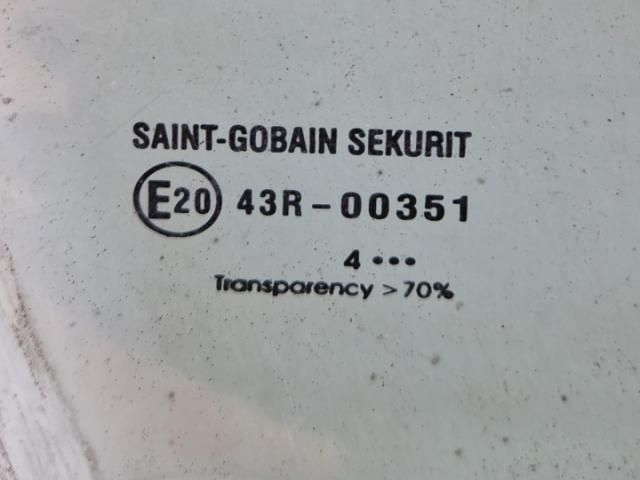 SAINT-GOBAIN SEKURIT
E20 43R-00351
4 •••
Transparency >70%